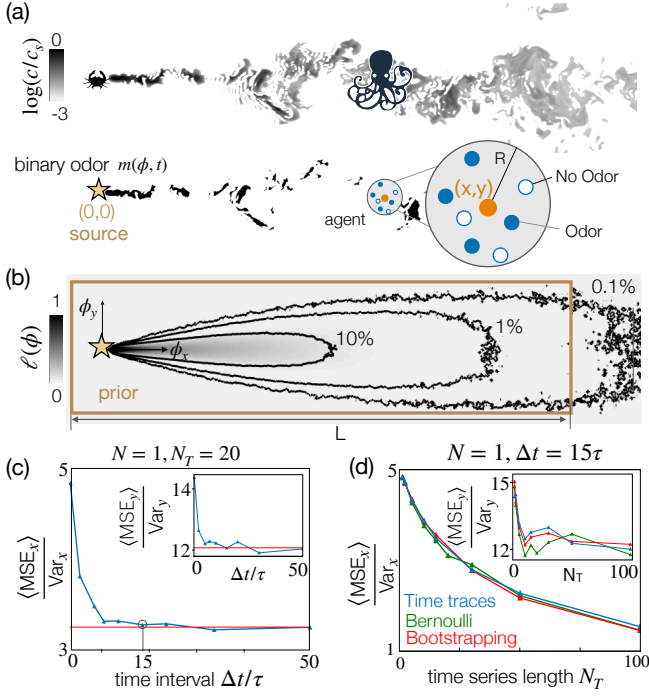 (a)
0
log(c/c_s)
-3
binary odor m(ϕ,t)
(0,0)
source
agent
R
(x,y)
No Odor
Odor
(b)
1
ℓ(ϕ)
0
ϕ_y
ϕ_x
prior
10%
1%
0.1%
L
(c)
N = 1, N_T = 20
5
⟨MSE_x⟩
Var_x
3
0
15
50
time interval Δt/τ
14
⟨MSE_y⟩
Var_y
12
0
50
Δt/τ
(d)
N = 1, Δt = 15τ
5
⟨MSE_x⟩
Var_x
1
0
100
time series length N_T
15
⟨MSE_y⟩
Var_y
12
0
100
N_T
Time traces
Bernoulli
Bootstrapping